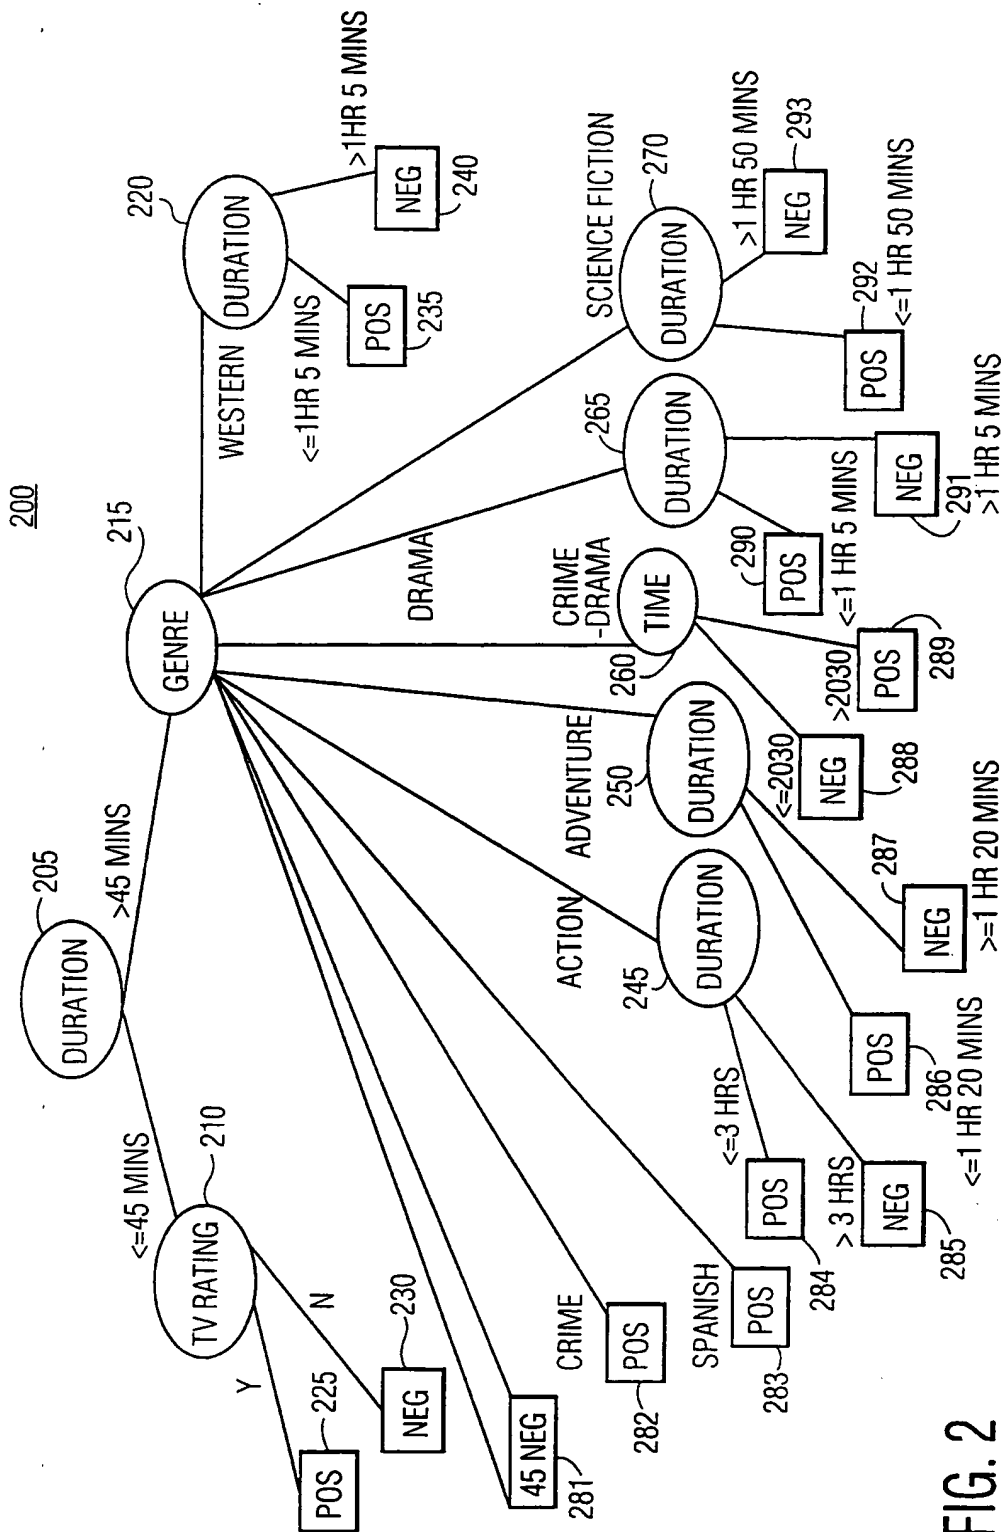 200
DURATION
205
<=45 MINS
>45 MINS
TV RATING
210
GENRE
215
Y
N
POS
225
NEG
230
WESTERN
DURATION
220
<=1HR 5 MINS
>1HR 5 MINS
POS
235
NEG
240
45 NEG
281
CRIME
POS
282
SPANISH
POS
283
ACTION
DURATION
245
<=3 HRS
POS
284
> 3 HRS
NEG
285
ADVENTURE
DURATION
250
POS
286
<=1 HR 20 MINS
NEG
287
>=1 HR 20 MINS
CRIME
-DRAMA
TIME
260
<=2030
NEG
288
>2030
POS
289
DRAMA
DURATION
265
POS
290
<=1 HR 5 MINS
NEG
291
>1 HR 5 MINS
SCIENCE FICTION
DURATION
270
POS
292
<=1 HR 50 MINS
>1 HR 50 MINS
NEG
293
FIG. 2